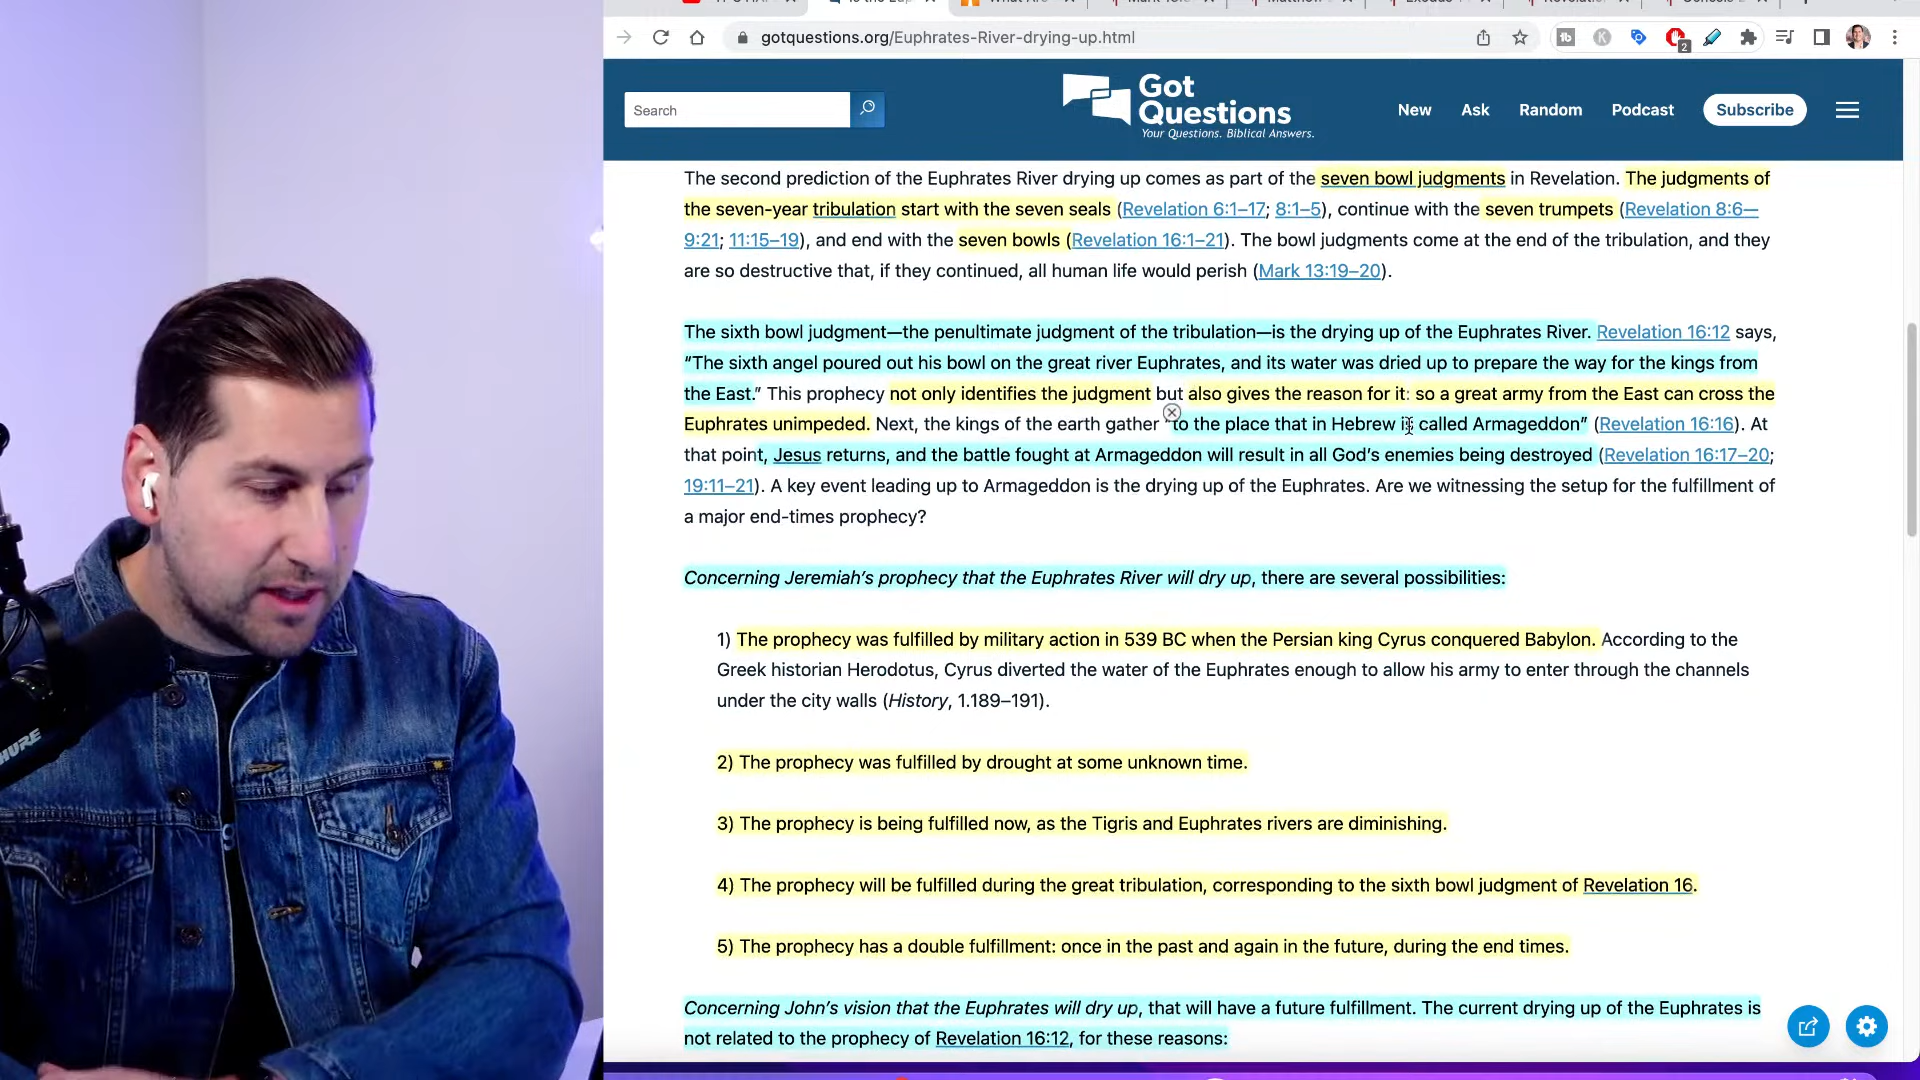 gotquestions.org/Euphrates-River-drying-up.html
2
Search
Got
Questions
Your Questions. Biblical Answers.
New Ask Random Podcast Subscribe
The second prediction of the Euphrates River drying up comes as part of the seven bowl judgments in Revelation. The judgments of
the seven-year tribulation start with the seven seals (Revelation 6:1–17; 8:1–5), continue with the seven trumpets (Revelation 8:6—
9:21; 11:15–19), and end with the seven bowls (Revelation 16:1–21). The bowl judgments come at the end of the tribulation, and they
are so destructive that, if they continued, all human life would perish (Mark 13:19–20).
The sixth bowl judgment—the penultimate judgment of the tribulation—is the drying up of the Euphrates River. Revelation 16:12 says,
"The sixth angel poured out his bowl on the great river Euphrates, and its water was dried up to prepare the way for the kings from
the East." This prophecy not only identifies the judgment but also gives the reason for it: so a great army from the East can cross the
Euphrates unimpeded. Next, the kings of the earth gather "to the place that in Hebrew is called Armageddon" (Revelation 16:16). At
that point, Jesus returns, and the battle fought at Armageddon will result in all God's enemies being destroyed (Revelation 16:17–20;
19:11–21). A key event leading up to Armageddon is the drying up of the Euphrates. Are we witnessing the setup for the fulfillment of
a major end-times prophecy?
Concerning Jeremiah's prophecy that the Euphrates River will dry up, there are several possibilities:
1) The prophecy was fulfilled by military action in 539 BC when the Persian king Cyrus conquered Babylon. According to the
Greek historian Herodotus, Cyrus diverted the water of the Euphrates enough to allow his army to enter through the channels
under the city walls (History, 1.189–191).
2) The prophecy was fulfilled by drought at some unknown time.
3) The prophecy is being fulfilled now, as the Tigris and Euphrates rivers are diminishing.
4) The prophecy will be fulfilled during the great tribulation, corresponding to the sixth bowl judgment of Revelation 16.
5) The prophecy has a double fulfillment: once in the past and again in the future, during the end times.
Concerning John's vision that the Euphrates will dry up, that will have a future fulfillment. The current drying up of the Euphrates is
not related to the prophecy of Revelation 16:12, for these reasons:
SHURE